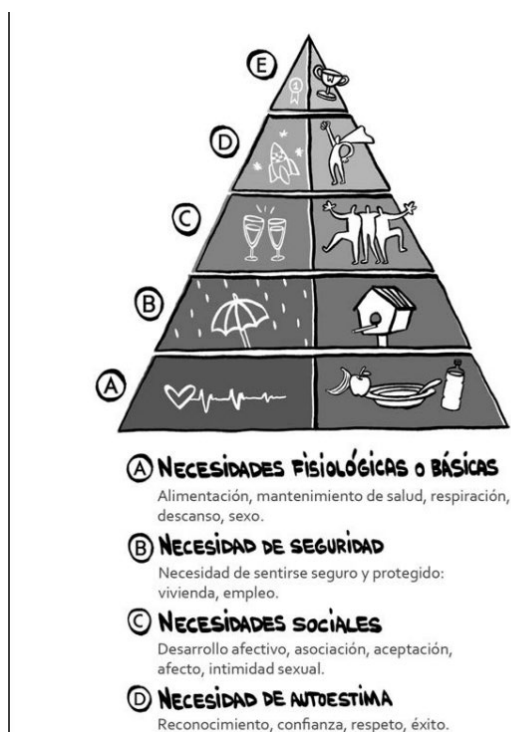 E
D
C
B
A
1
A NECESIDADES FISIOLÓGICAS O BÁSICAS
Alimentación, mantenimiento de salud, respiración,
descanso, sexo.
B NECESIDAD DE SEGURIDAD
Necesidad de sentirse seguro y protegido:
vivienda, empleo.
C NECESIDADES SOCIALES
Desarrollo afectivo, asociación, aceptación,
afecto, intimidad sexual.
D NECESIDAD DE AUTOESTIMA
Reconocimiento, confianza, respeto, éxito.